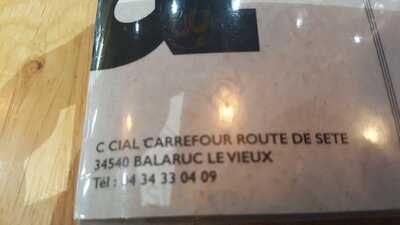 C CIAL CARREFOUR ROUTE DE SETE
34540 BALARUC LE VIEUX
Tél : 04 34 33 04 09